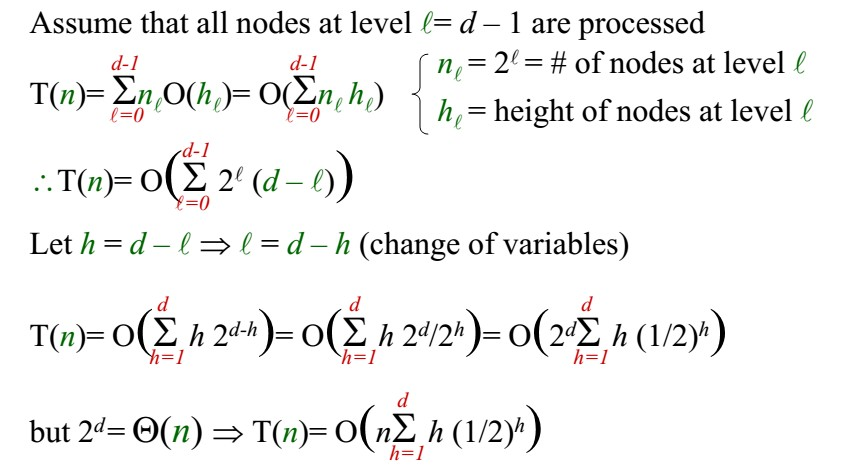 Assume that all nodes at level ℓ= d – 1 are processed
T(n)= Σ_{ℓ=0}^{d-1} n_ℓ O(h_ℓ)= O(Σ_{ℓ=0}^{d-1} n_ℓ h_ℓ) { n_ℓ = 2^ℓ = # of nodes at level ℓ
h_ℓ = height of nodes at level ℓ
∴ T(n)= O(Σ_{ℓ=0}^{d-1} 2^ℓ (d – ℓ))
Let h = d – ℓ ⇒ ℓ = d – h (change of variables)
T(n)= O(Σ_{h=1}^{d} h 2^{d-h})= O(Σ_{h=1}^{d} h 2^d/2^h)= O(2^d Σ_{h=1}^{d} h (1/2)^h)
but 2^d= Θ(n) ⇒ T(n)= O(n Σ_{h=1}^{d} h (1/2)^h)